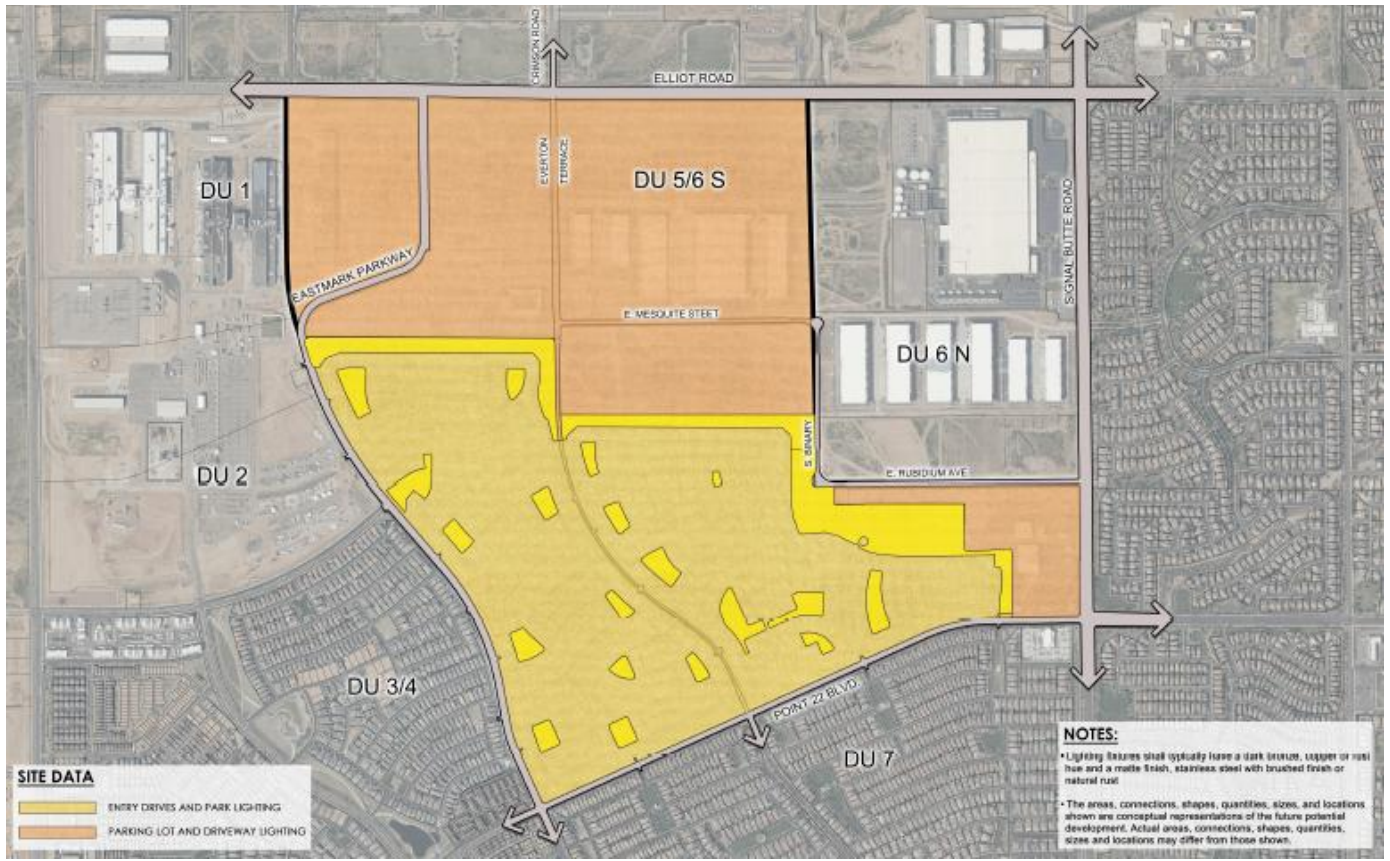 CRIMSON ROAD
ELLIOT ROAD
EVERTON
TERRACE
DU 5/6 S
DU 1
SIGNAL BUTTE ROAD
EASTMARK PARKWAY
E. MESQUITE STEET
DU 6 N
S. BINARY
E. RUBIDIUM AVE
DU 2
DU 3/4
POINT 22 BLVD.
DU 7
SITE DATA
ENTRY DRIVES AND PARK LIGHTING
PARKING LOT AND DRIVEWAY LIGHTING
NOTES:
• Lighting fixtures shall typically have a dark bronze, copper or rust
hue and a matte finish, stainless steel with brushed finish or
natural rust
• The areas, connections, shapes, quantities, sizes, and locations
shown are conceptual representations of the future potential
development. Actual areas, connections, shapes, quantities,
sizes and locations may differ from those shown.